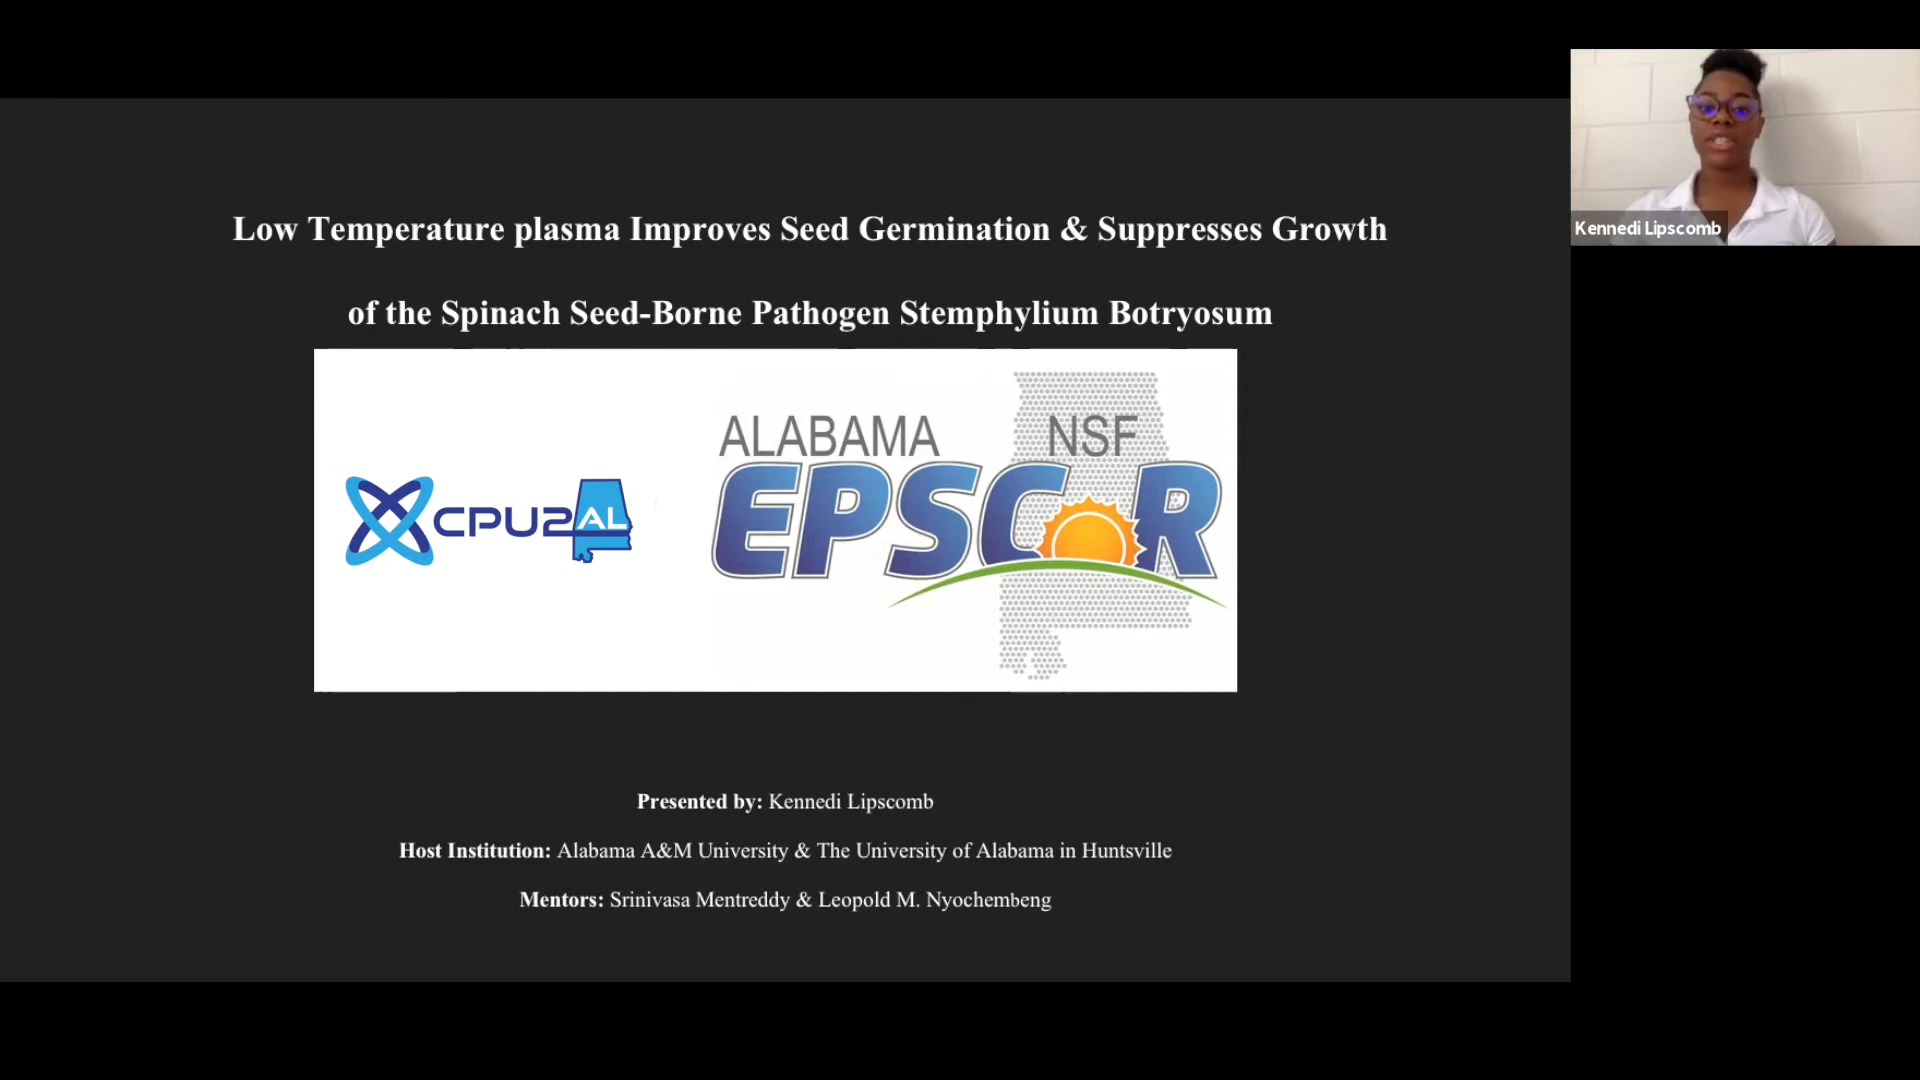 Low Temperature plasma Improves Seed Germination & Suppresses Growth
of the Spinach Seed-Borne Pathogen Stemphylium Botryosum
CPU2AL
ALABAMA NSF
EPSCoR
Presented by: Kennedi Lipscomb
Host Institution: Alabama A&M University & The University of Alabama in Huntsville
Mentors: Srinivasa Mentreddy & Leopold M. Nyochembeng
Kennedi Lipscomb